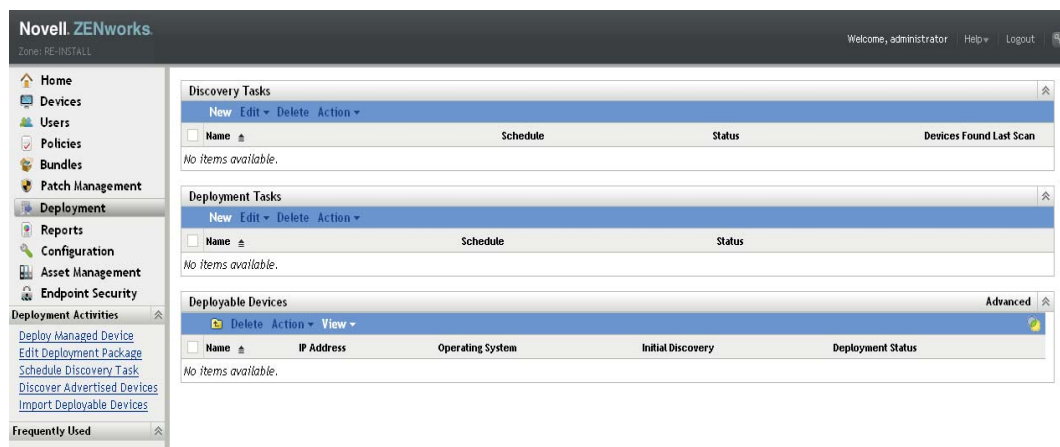 Novell. ZENworks.
Zone: RE-INSTALL
Welcome, administrator Help Logout
Home
Devices
Users
Policies
Bundles
Patch Management
Deployment
Reports
Configuration
Asset Management
Endpoint Security
Deployment Activities
Deploy Managed Device
Edit Deployment Package
Schedule Discovery Task
Discover Advertised Devices
Import Deployable Devices
Frequently Used
Discovery Tasks
New Edit Delete Action
Name Schedule Status Devices Found Last Scan
No items available.
Deployment Tasks
New Edit Delete Action
Name Schedule Status
No items available.
Deployable Devices Advanced
Delete Action View
Name IP Address Operating System Initial Discovery Deployment Status
No items available.